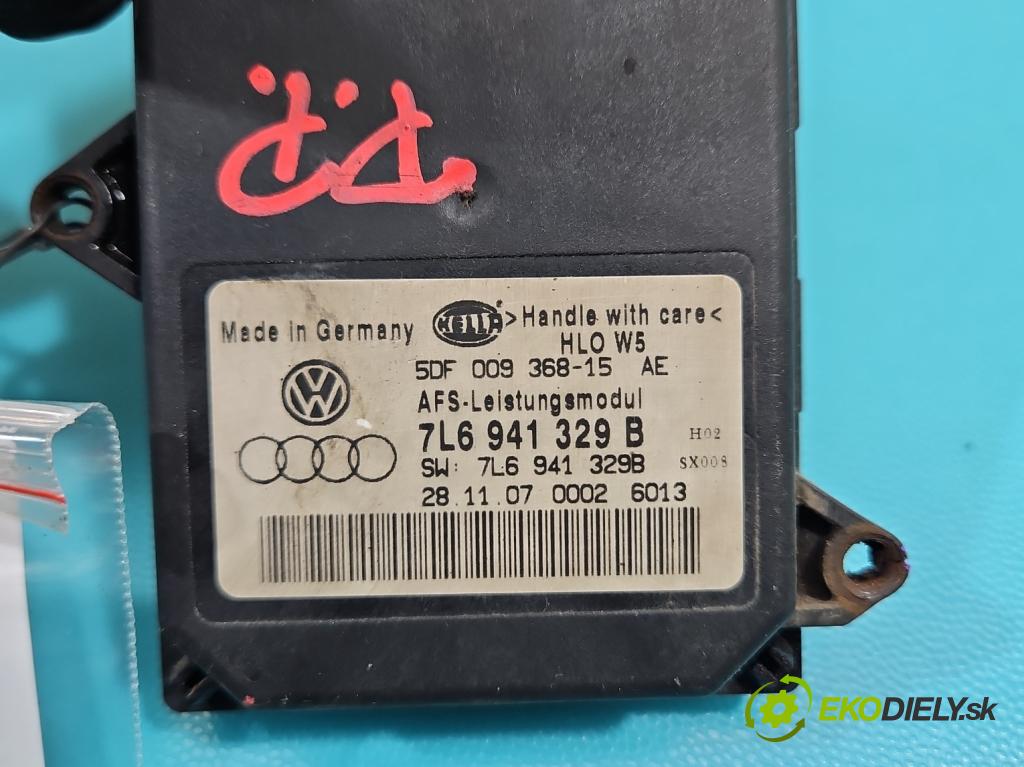 Made in Germany HELLA ® >Handle with care<
HLO W5
5DF 009 368-15 AE
AFS-Leistungsmodul
7L6 941 329 B H02
SW: 7L6 941 329B SX008
28.11.07 0002 6013
EKODIELY.sk